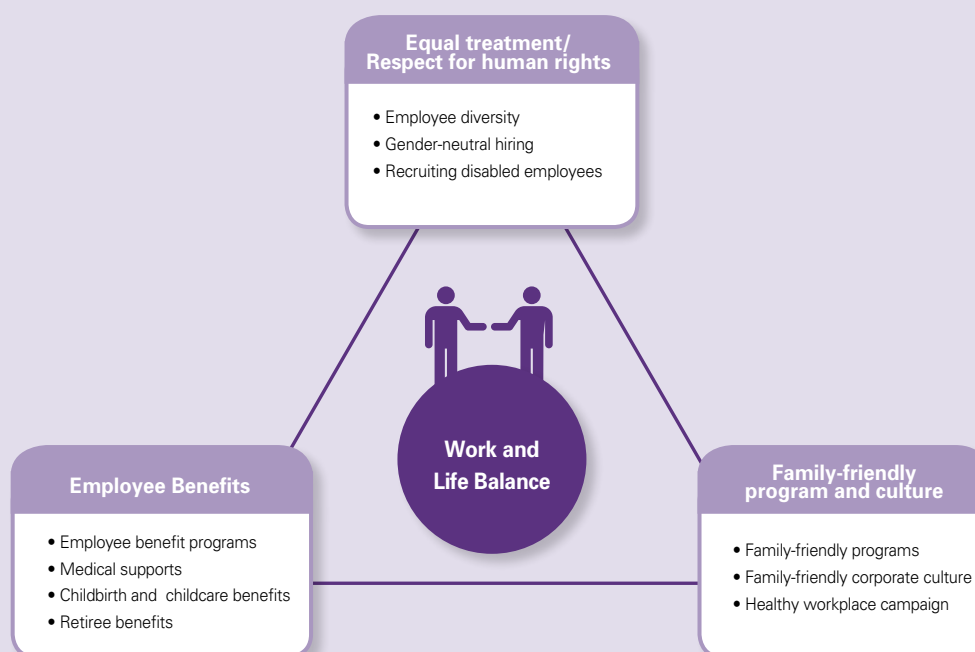 Equal treatment/
Respect for human rights
• Employee diversity
• Gender-neutral hiring
• Recruiting disabled employees
Work and
Life Balance
Employee Benefits
• Employee benefit programs
• Medical supports
• Childbirth and childcare benefits
• Retiree benefits
Family-friendly
program and culture
• Family-friendly programs
• Family-friendly corporate culture
• Healthy workplace campaign